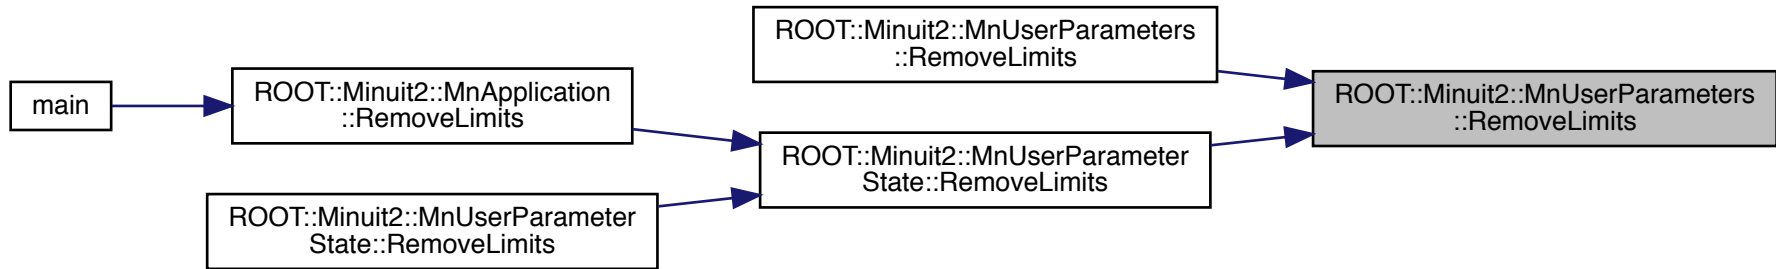 main
ROOT::Minuit2::MnApplication
::RemoveLimits
ROOT::Minuit2::MnUserParameter
State::RemoveLimits
ROOT::Minuit2::MnUserParameters
::RemoveLimits
ROOT::Minuit2::MnUserParameter
State::RemoveLimits
ROOT::Minuit2::MnUserParameters
::RemoveLimits